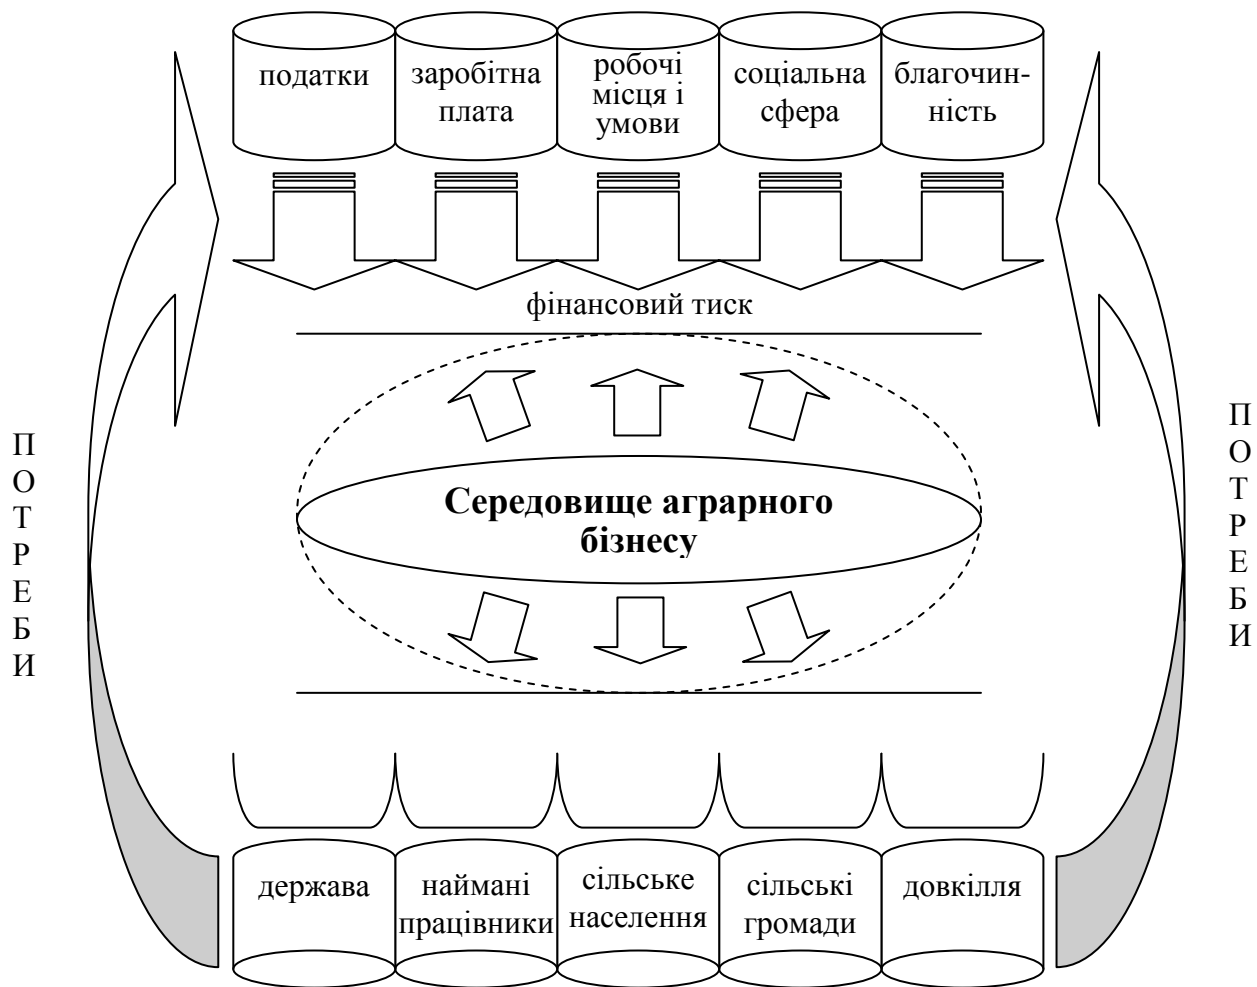 податки
заробітна
плата
робочі
місця і
умови
соціальна
сфера
благочин-
ність
фінансовий тиск
П
О
Т
Р
Е
Б
И
Середовище аграрного
бізнесу
П
О
Т
Р
Е
Б
И
держава
наймані
працівники
сільське
населення
сільські
громади
довкілля